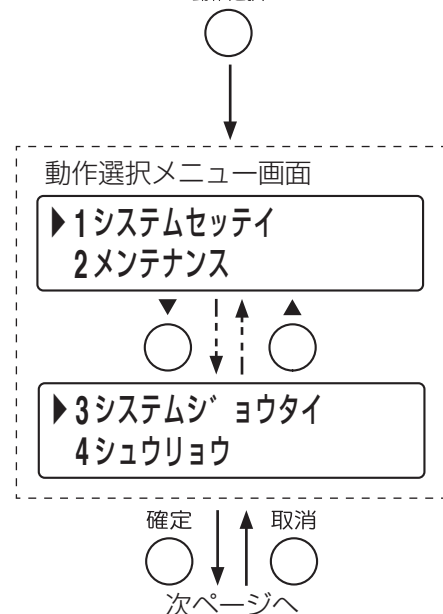 動作選択メニュー画面
▶1システムセッテイ
2メンテナンス
▼ ▲
▶3システムシ゛ョウタイ
4シュウリョウ
確定 取消
次ページへ